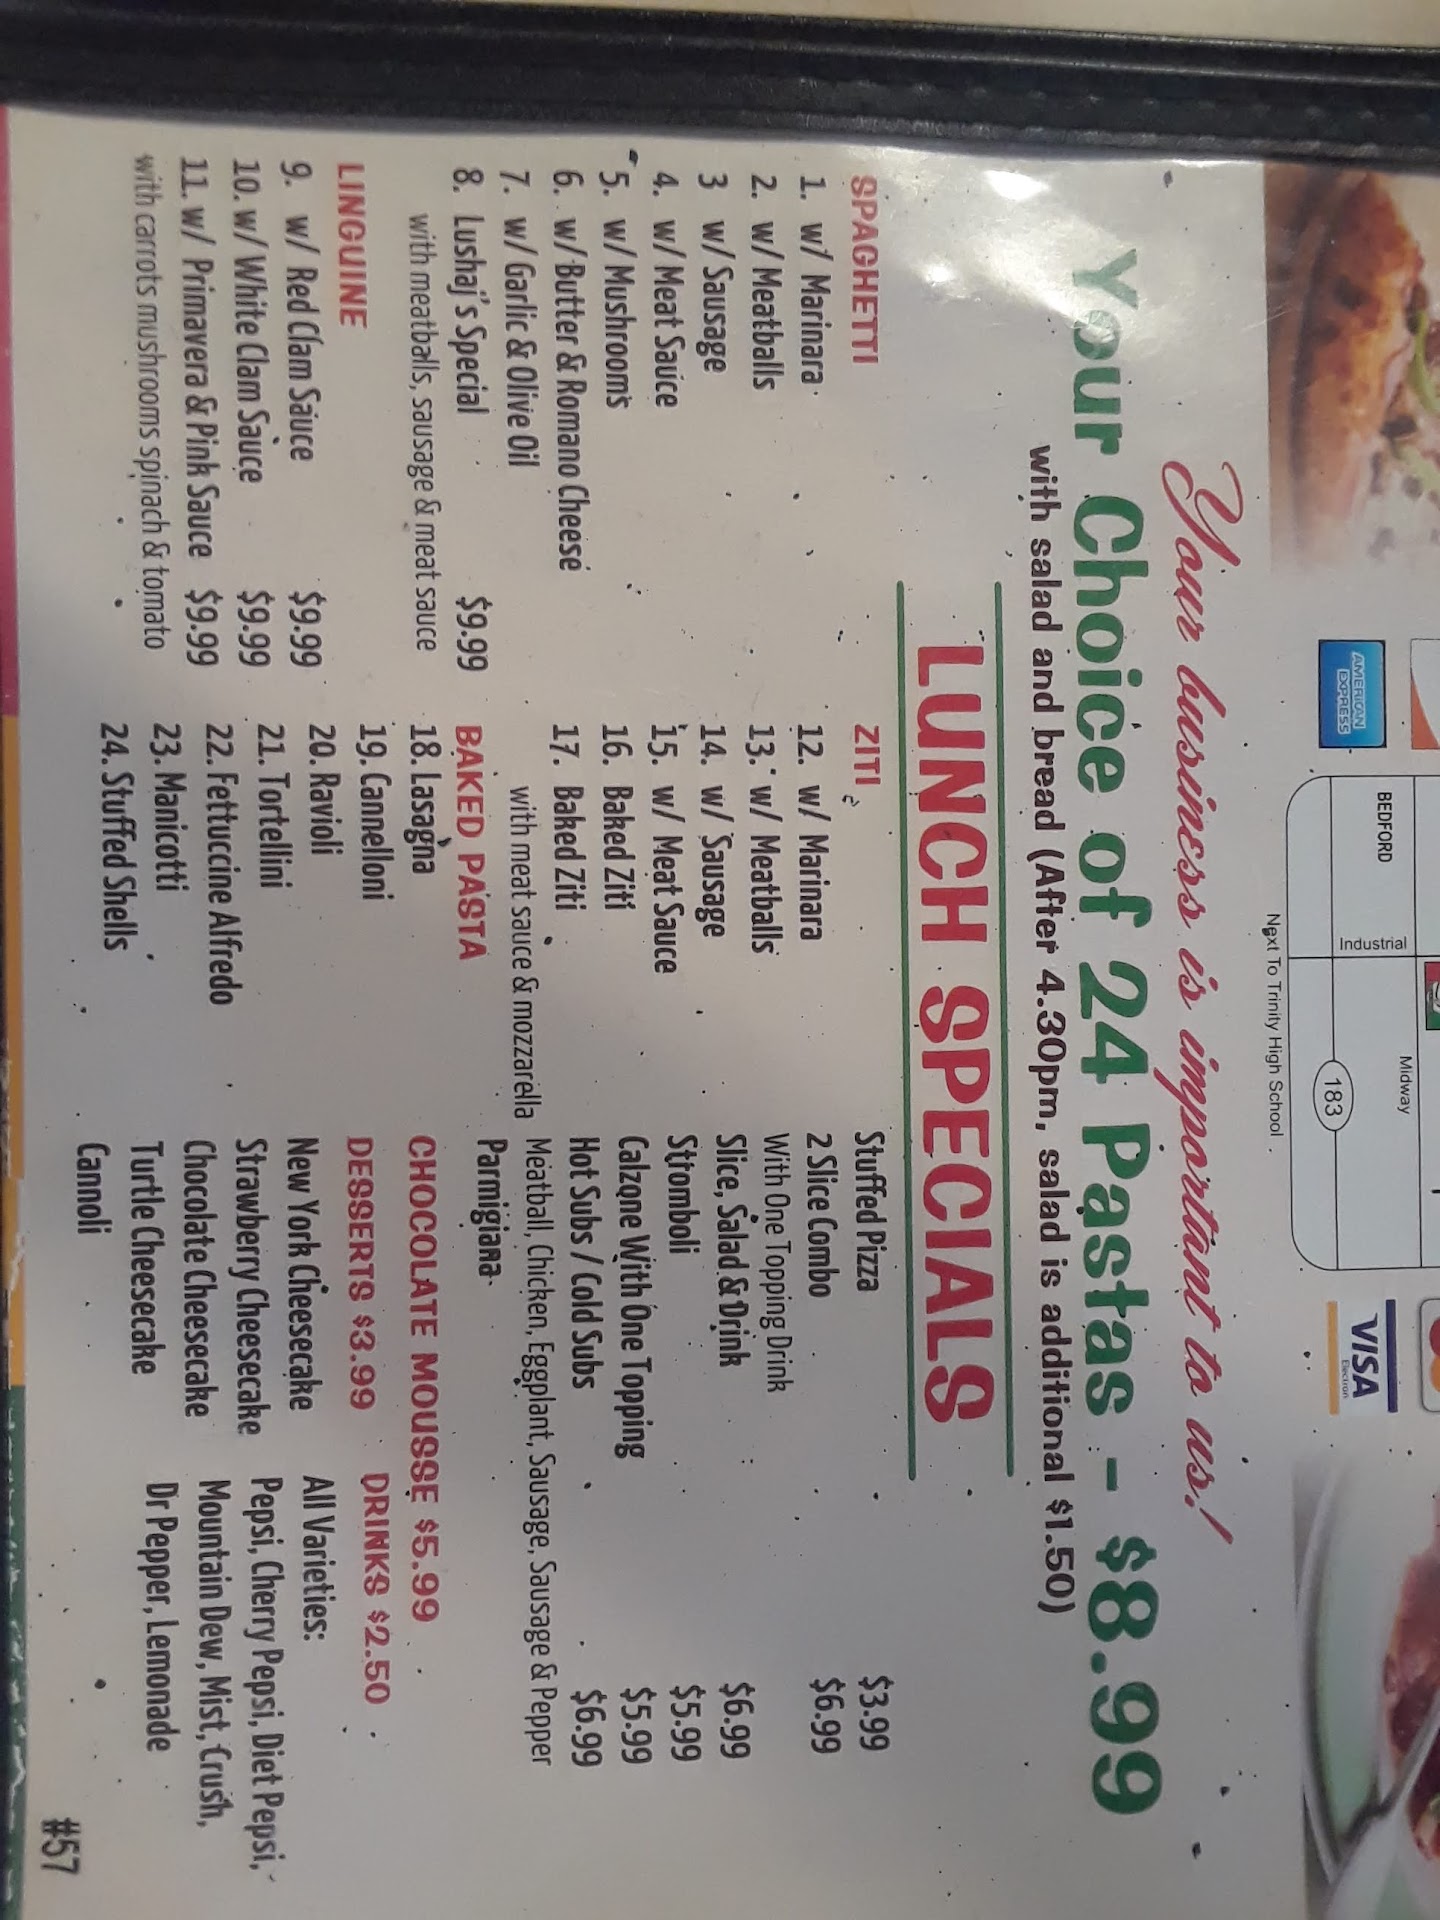 AMERICAN
EXPRESS
BEDFORD
Industrial
Midway
183
VISA
Electron
Next To Trinity High School
Your business is important to us!
Your Choice of 24 Pastas - $8.99
with salad and bread (After 4.30pm, salad is additional $1.50)
LUNCH SPECIALS
SPAGHETTI
1. w/ Marinara
2. w/ Meatballs
3 w/ Sausage
4. w/ Meat Sauce
5. w/ Mushrooms
6. w/ Butter & Romano Cheese
7. w/ Garlic & Olive Oil
8. Lushaj's Special $9.99
with meatballs, sausage & meat sauce
LINGUINE
9. w/ Red Clam Sauce $9.99
10. w/ White Clam Sauce $9.99
11. w/ Primavera & Pink Sauce $9.99
with carrots mushrooms spinach & tomato
ZITI
12. w/ Marinara
13. w/ Meatballs
14. w/ Sausage
15. w/ Meat Sauce
16. Baked Ziti
17. Baked Ziti
with meat sauce & mozzarella
BAKED PASTA
18. Lasagna
19. Cannelloni
20. Ravioli
21. Tortellini
22. Fettuccine Alfredo
23. Manicotti
24. Stuffed Shells
Stuffed Pizza $3.99
2 Slice Combo $6.99
With One Topping Drink
Slice, Salad & Drink $6.99
Stromboli $5.99
Calzone With One Topping $5.99
Hot Subs / Cold Subs $6.99
Meatball, Chicken, Eggplant, Sausage, Sausage & Pepper
Parmigiana
CHOCOLATE MOUSSE $5.99
DESSERTS $3.99
New York Cheesecake
Strawberry Cheesecake
Chocolate Cheesecake
Turtle Cheesecake
Cannoli
DRINKS $2.50
All Varieties:
Pepsi, Cherry Pepsi, Diet Pepsi,
Mountain Dew, Mist, Crush,
Dr Pepper, Lemonade
#57